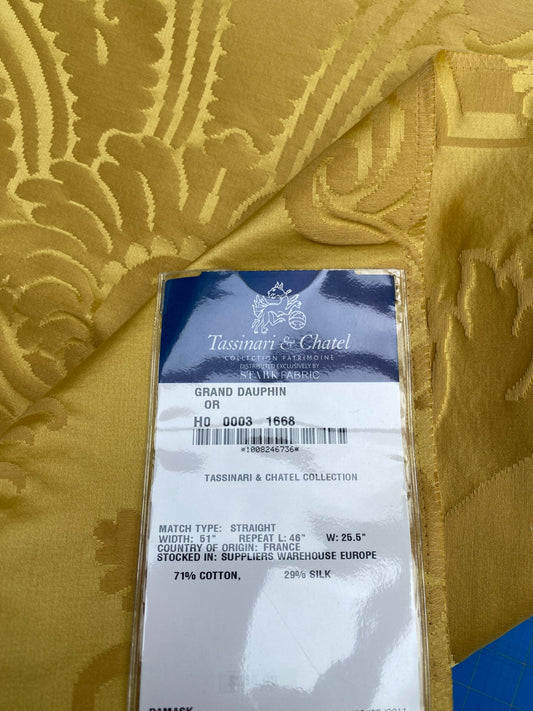 Tassinari & Chatel
COLLECTION PATRIMOINE
DISTRIBUTED EXCLUSIVELY BY
STARK FABRIC
GRAND DAUPHIN
OR
HO 0003 1668
*1008246736*
TASSINARI & CHATEL COLLECTION
MATCH TYPE: STRAIGHT
WIDTH: 51" REPEAT L: 46" W: 25.5"
COUNTRY OF ORIGIN: FRANCE
STOCKED IN: SUPPLIERS WAREHOUSE EUROPE
71% COTTON, 29% SILK
DAMASK